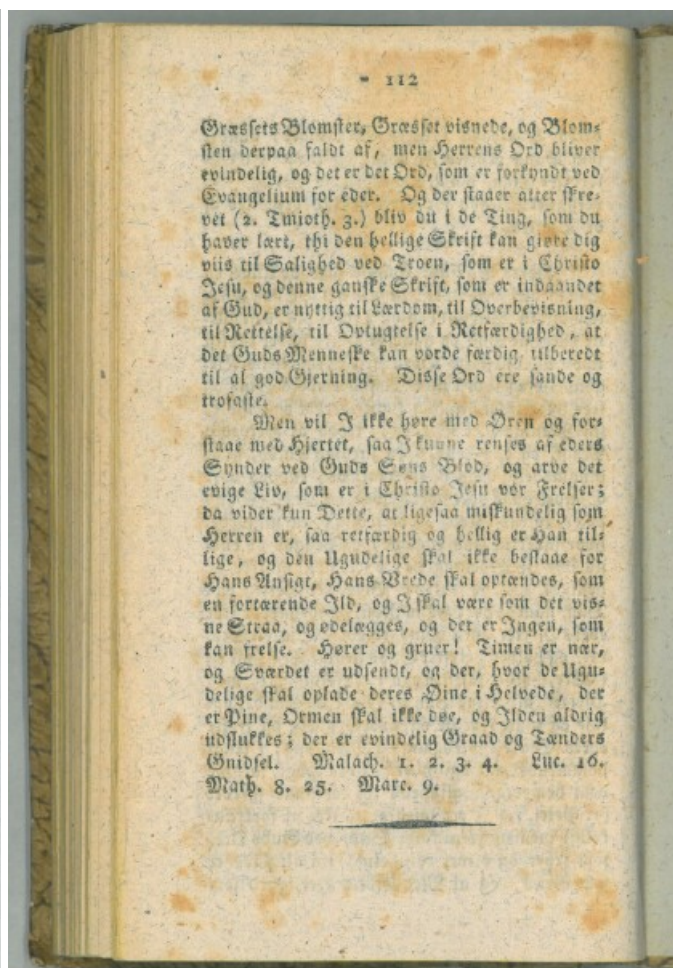 - 112
Græssets Blomster, Græsset visnede, og Blom-
sten derpaa faldt af, men Herrens Ord bliver
evindelig, og det er det Ord, som er forkyndt ved
Evangelium for eder. Og der staaer atter skre-
vet (2. Tmioth. 3.) bliv du i de Ting, som du
haver lært, thi den hellige Skrift kan giøre dig
viis til Salighed ved Troen, som er i Christo
Jesu, og denne ganske Skrift, som er indaandet
af Gud, er nyttig til Lærdom, til Overbevisning,
til Rettelse, til Optugtelse i Retfærdighed, at
det Guds Menneske kan vorde færdig, tilberedt
til al god Gjerning. Disse Ord ere sande og
trofaste.
Men vil I ikke høre med Øren og for-
staae med Hjertet, saa I kunne renses af eders
Synder ved Guds Søns Blod, og arve det
evige Liv, som er i Christo Jesu vor Frelser;
da vider kun Dette, at ligesaa miskundelig som
Herren er, saa retfærdig og hellig er Han til-
lige, og den Ugudelige skal ikke bestaae for
Hans Ansigt, Hans Vrede skal optændes, som
en fortærende Ild, og I skal være som det vis-
ne Straa, og ødelægges, og der er Ingen, som
kan frelse. Hører og gruer! Timen er nær,
og Sværdet er udsendt, og der, hvor de Ugu-
delige skal oplade deres Øine i Helvede, der
er Pine, Ormen skal ikke døe, og Ilden aldrig
udslukkes; der er evindelig Graad og Tænders
Gnidsel. Malach. 1. 2. 3. 4. Luc. 16.
Math. 8. 25. Marc. 9.